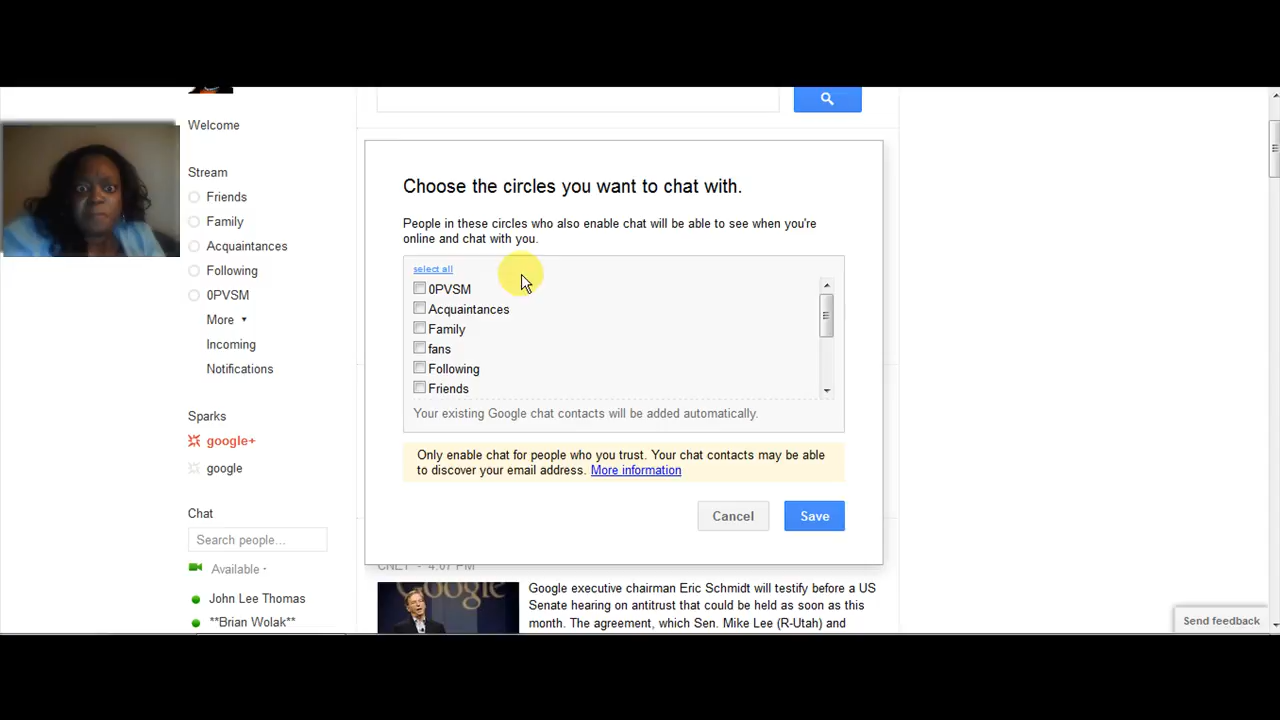 Welcome
Stream
Friends
Family
Acquaintances
Following
0PVSM
More
Incoming
Notifications
Sparks
google+
google
Chat
Search people...
Available
John Lee Thomas
**Brian Wolak**
Choose the circles you want to chat with.
People in these circles who also enable chat will be able to see when you're
online and chat with you.
select all
0PVSM
Acquaintances
Family
fans
Following
Friends
Your existing Google chat contacts will be added automatically.
Only enable chat for people who you trust. Your chat contacts may be able
to discover your email address. More information
Cancel
Save
CNET - 4:07 PM
Google
Google executive chairman Eric Schmidt will testify before a US
Senate hearing on antitrust that could be held as soon as this
month. The agreement, which Sen. Mike Lee (R-Utah) and
Send feedback